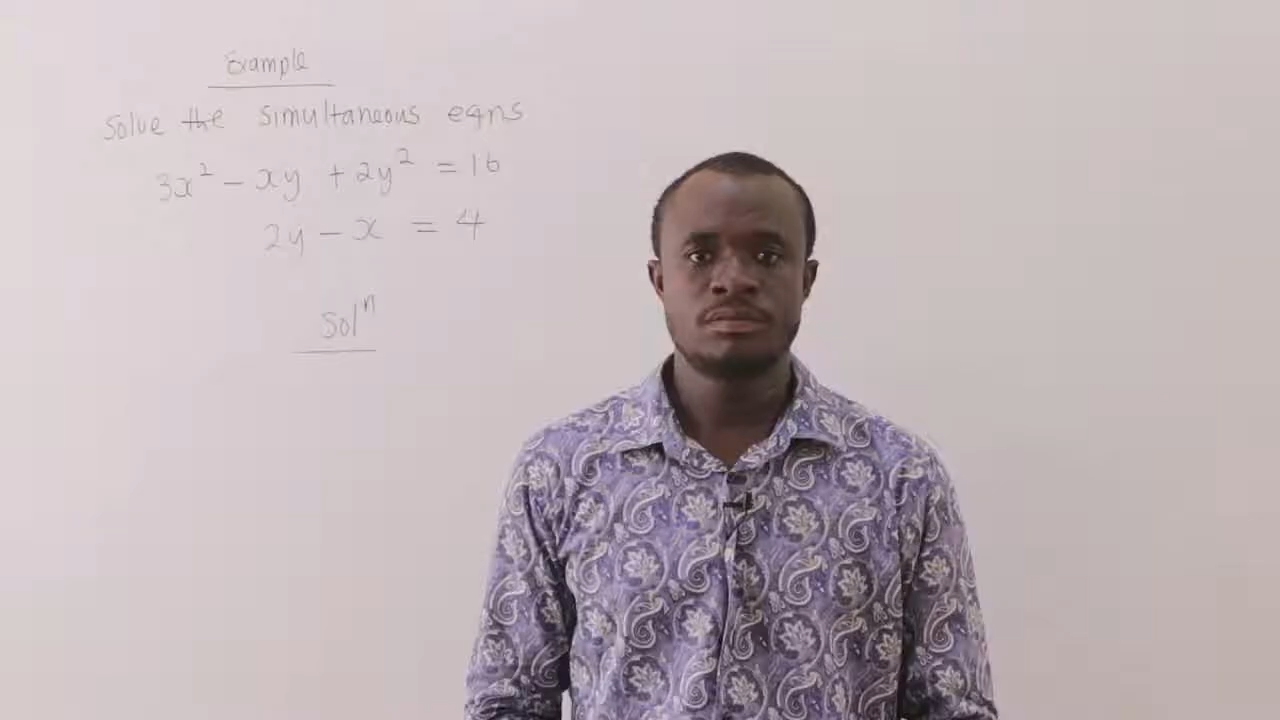 Example
Solve the simultaneous eqns
3x² - xy + 2y² = 16
2y - x = 4
Solⁿ